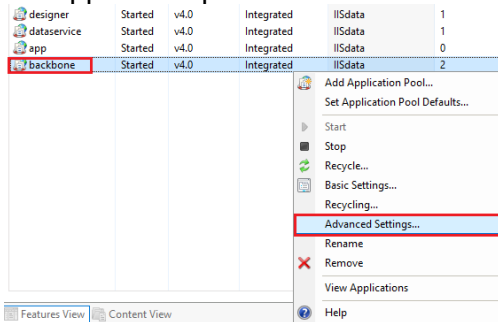 designer Started v4.0 Integrated IISdata 1
dataservice Started v4.0 Integrated IISdata 1
app Started v4.0 Integrated IISdata 0
backbone Started v4.0 Integrated IISdata 2
Add Application Pool...
Set Application Pool Defaults...
Start
Stop
Recycle...
Basic Settings...
Recycling...
Advanced Settings...
Rename
Remove
View Applications
Features View Content View Help